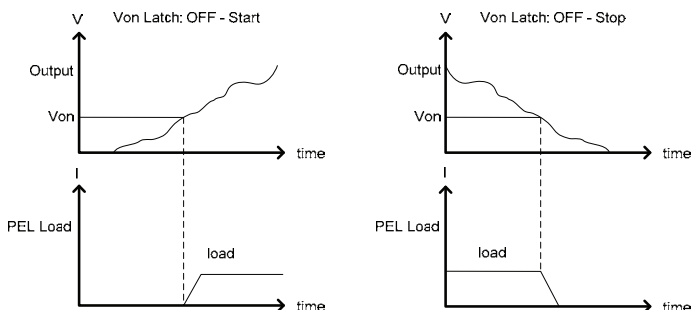 V
Von Latch: OFF - Start
Output
Von
time
I
PEL Load
load
time
V
Von Latch: OFF - Stop
Output
Von
time
I
PEL Load
load
time